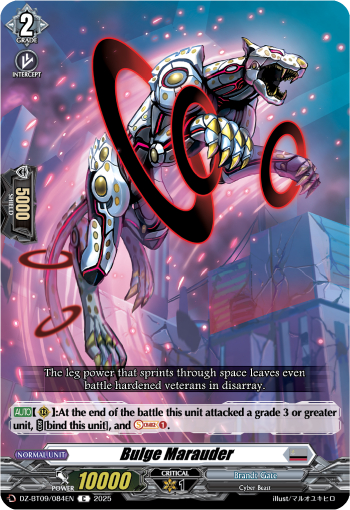 2
GRADE
INTERCEPT
5000
SHIELD
The leg power that sprints through space leaves even
battle hardened veterans in disarray.
AUTO【 RC 】:At the end of the battle this unit attacked a grade 3 or greater
unit, [bind this unit], and CHARGE 1.
NORMAL UNIT
Bulge Marauder
POWER 10000
CRITICAL
1
Brandt Gate
Cyber Beast
DZ-BT09/084EN C 2025
illust/マルオユキヒロ